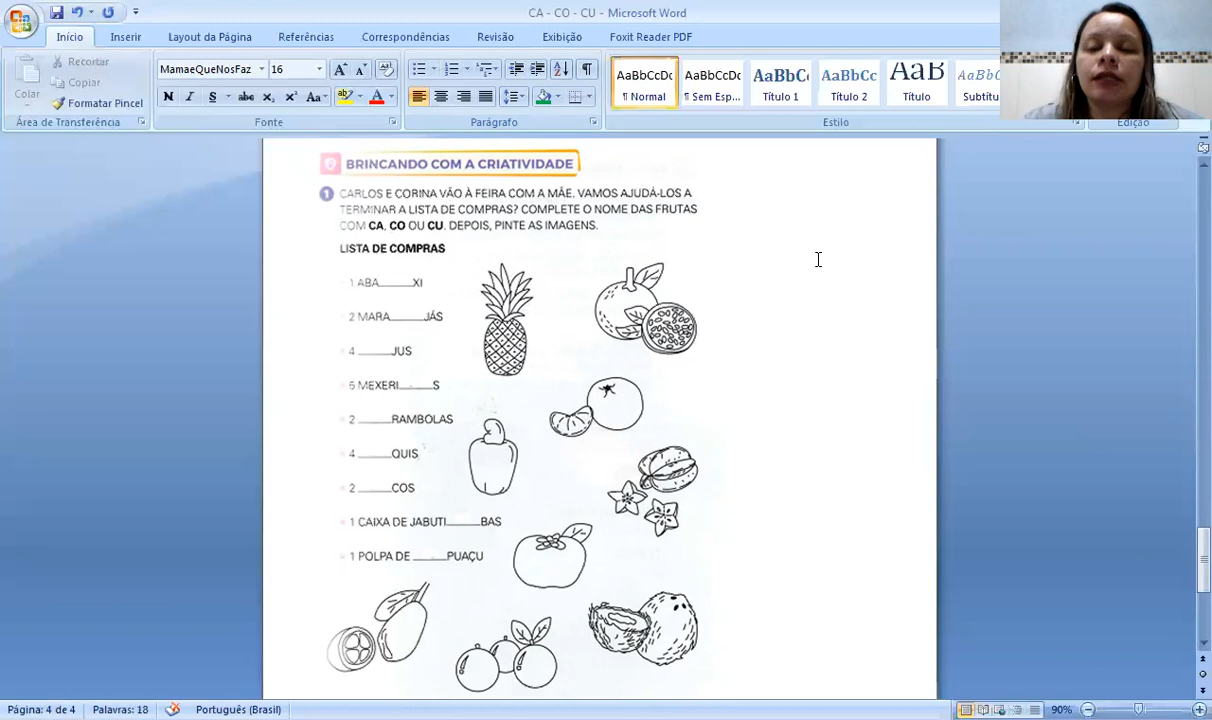 CA - CO - CU - Microsoft Word
Início Inserir Layout da Página Referências Correspondências Revisão Exibição Foxit Reader PDF
Colar
Recortar
Copiar
Formatar Pincel
Área de Transferência
MamaeQueNosFaz 16
N I S abc x₂ x² Aa
Fonte
Parágrafo
AaBbCcDc AaBbCcDc AaBbC AaBbCc AaB AaBbCc
¶ Normal ¶ Sem Esp... Título 1 Título 2 Título Subtítu
Estilo
Edição
BRINCANDO COM A CRIATIVIDADE
1 CARLOS E CORINA VÃO À FEIRA COM A MÃE. VAMOS AJUDÁ-LOS A
TERMINAR A LISTA DE COMPRAS? COMPLETE O NOME DAS FRUTAS
COM CA, CO OU CU. DEPOIS, PINTE AS IMAGENS.
LISTA DE COMPRAS
1 ABA_____XI
2 MARA_____JÁS
4 _____JUS
5 MEXERI_____S
2 _____RAMBOLAS
4 _____QUIS
2 _____COS
1 CAIXA DE JABUTI_____BAS
1 POLPA DE _____PUAÇU
Página: 4 de 4 Palavras: 18 Português (Brasil) 90%